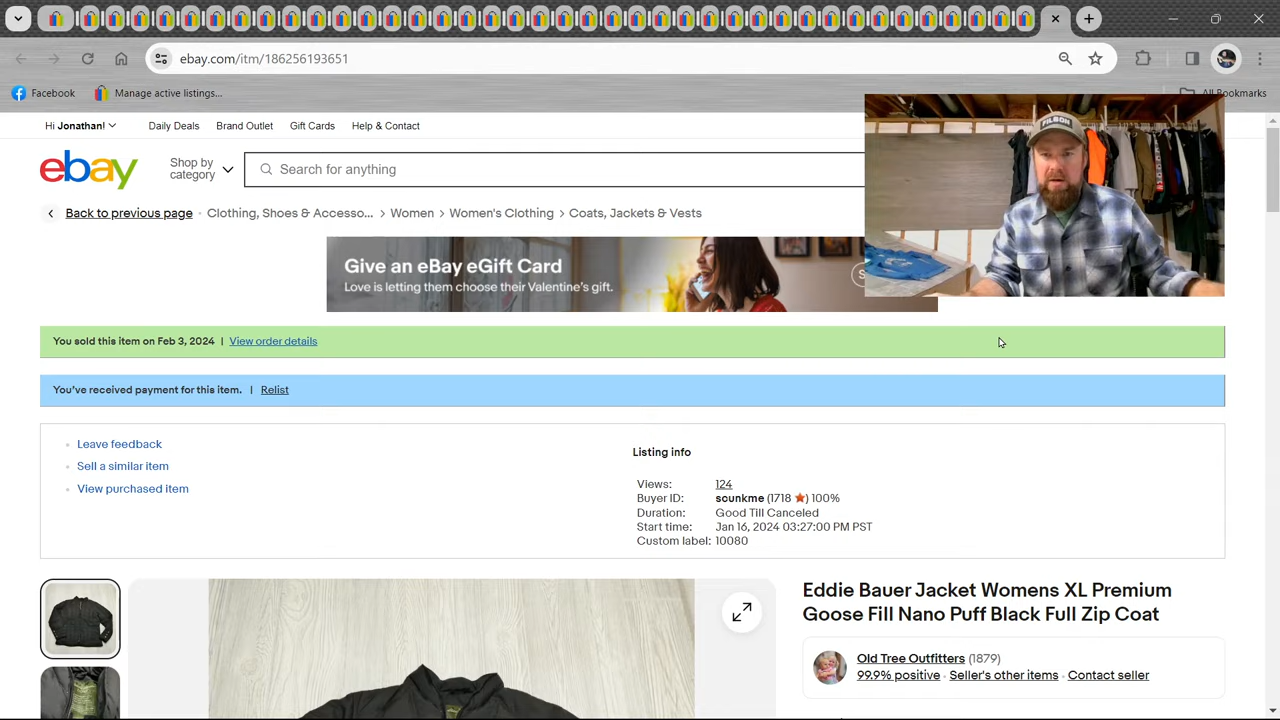 ebay.com/itm/186256193651
Facebook
Manage active listings...
All Bookmarks
Hi Jonathan!
Daily Deals
Brand Outlet
Gift Cards
Help & Contact
ebay
Shop by
category
Search for anything
FILSON
Back to previous page
Clothing, Shoes & Accesso...
Women
Women's Clothing
Coats, Jackets & Vests
Give an eBay eGift Card
Love is letting them choose their Valentine's gift.
You sold this item on Feb 3, 2024 | View order details
You've received payment for this item. | Relist
Leave feedback
Sell a similar item
View purchased item
Listing info
Views: 124
Buyer ID: scunkme (1718 ★) 100%
Duration: Good Till Canceled
Start time: Jan 16, 2024 03:27:00 PM PST
Custom label: 10080
Eddie Bauer Jacket Womens XL Premium
Goose Fill Nano Puff Black Full Zip Coat
Old Tree Outfitters (1879)
99.9% positive · Seller's other items · Contact seller